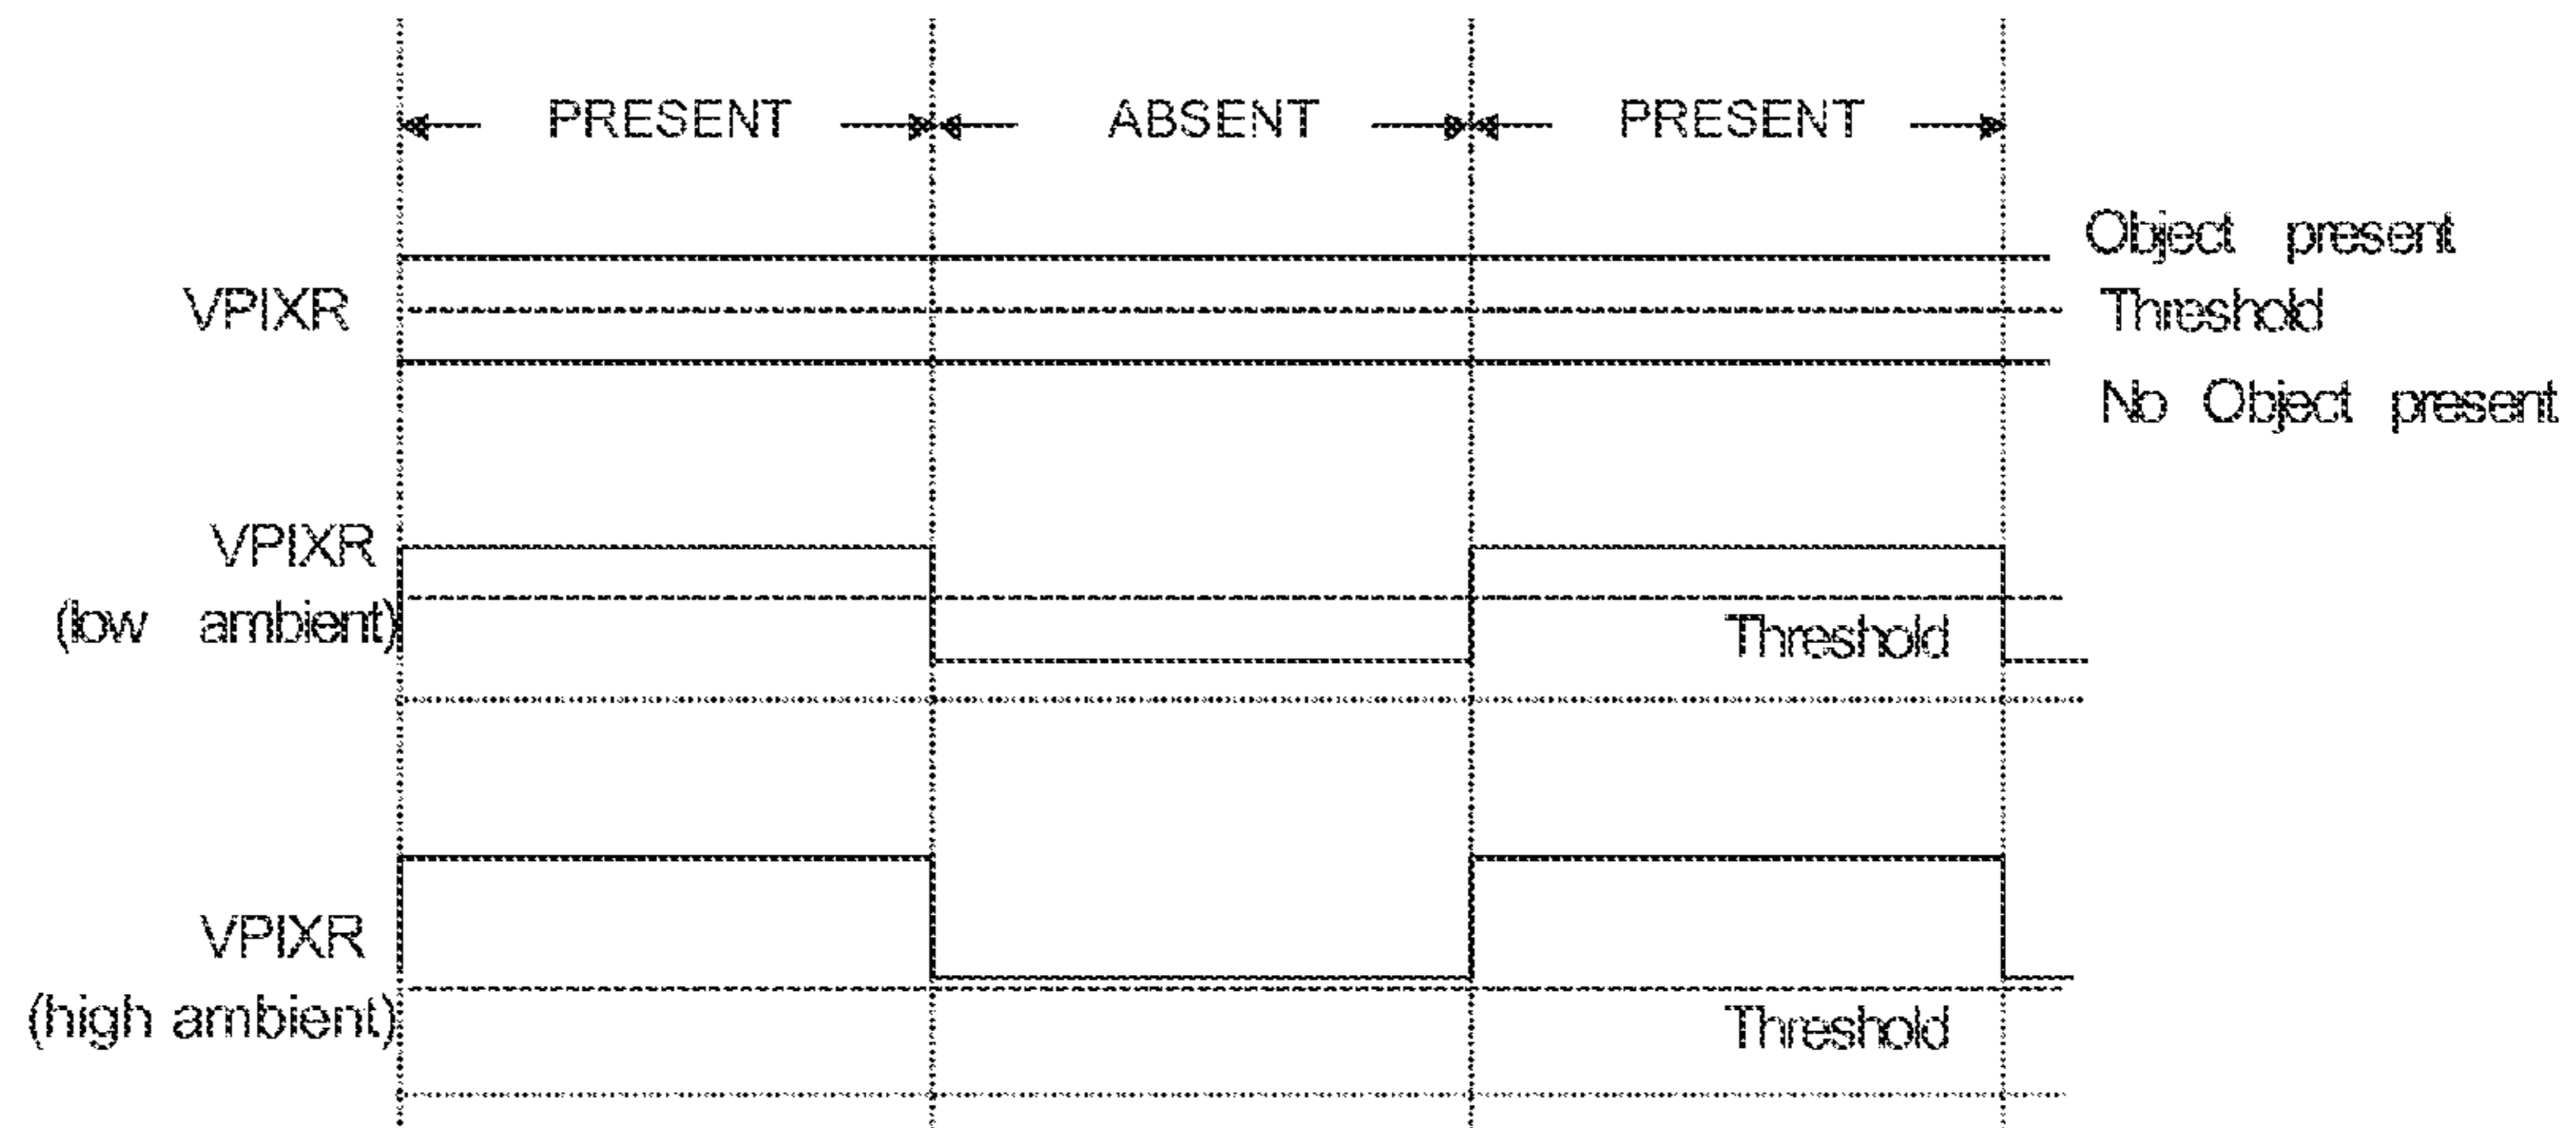 PRESENT ABSENT PRESENT
Object present
VPIXR Threshold
No Object present
VPIXR
(low ambient) Threshold
VPIXR
(high ambient) Threshold